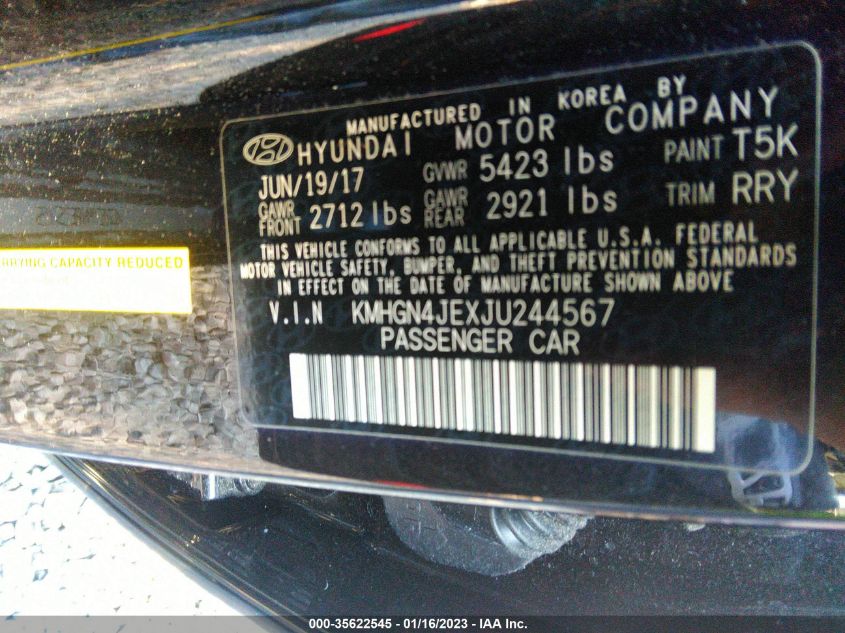 MANUFACTURED IN KOREA BY
HYUNDAI MOTOR COMPANY
JUN/19/17 GVWR 5423 lbs PAINT T5K
GAWR FRONT 2712 lbs GAWR REAR 2921 lbs TRIM RRY
THIS VEHICLE CONFORMS TO ALL APPLICABLE U.S.A. FEDERAL
MOTOR VEHICLE SAFETY, BUMPER, AND THEFT PREVENTION STANDARDS
IN EFFECT ON THE DATE OF MANUFACTURE SHOWN ABOVE
V.I.N KMHGN4JEXJU244567
PASSENGER CAR
CAPACITY REDUCED
000-35622545 - 01/16/2023 - IAA Inc.